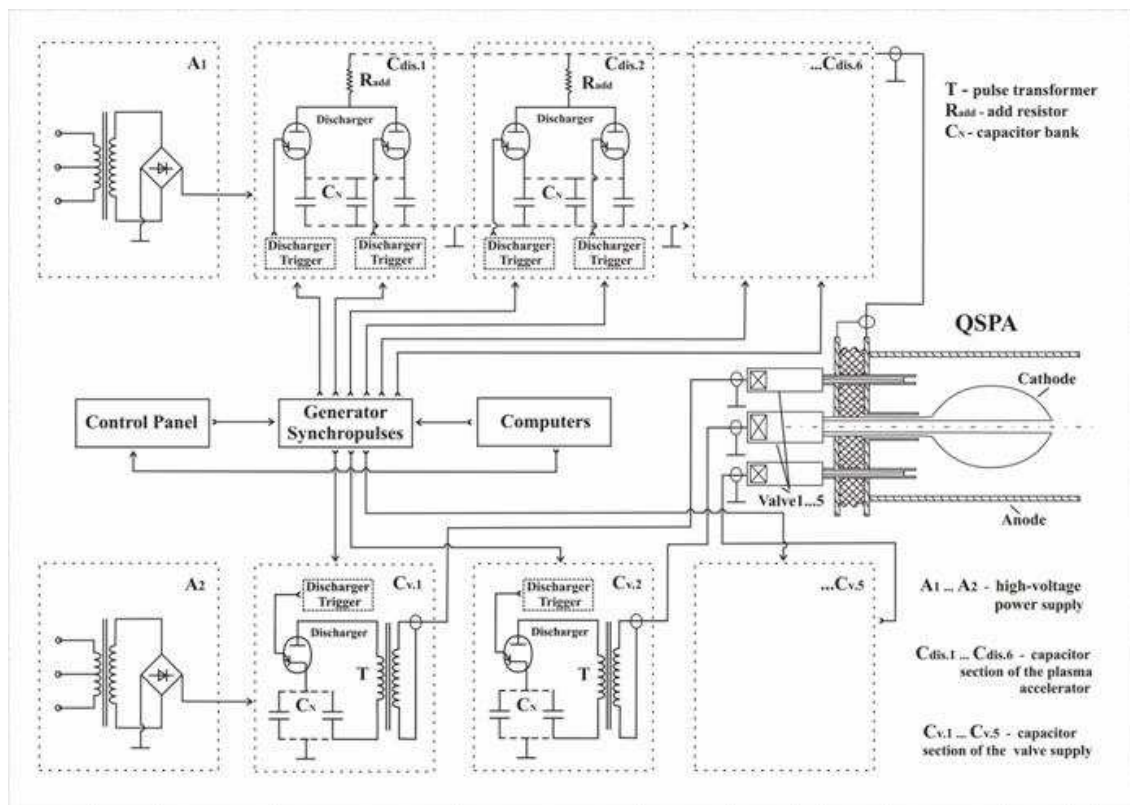 A1
Cdis.1
Radd
Discharger
CN
Discharger
Trigger
Discharger
Trigger
Cdis.2
Radd
Discharger
CN
Discharger
Trigger
Discharger
Trigger
...Cdis.6
T - pulse transformer
Radd - add resistor
CN - capacitor bank
QSPA
Cathode
Control Panel
Generator
Synchropulses
Computers
Valve1...5
Anode
A2
Cv.1
Discharger
Trigger
Discharger
T
CN
Cv.2
Discharger
Trigger
Discharger
T
CN
...Cv.5
A1 ... A2 - high-voltage
power supply
Cdis.1 ... Cdis.6 - capacitor
section of the plasma
accelerator
Cv.1 ... Cv.5 - capacitor
section of the valve supply